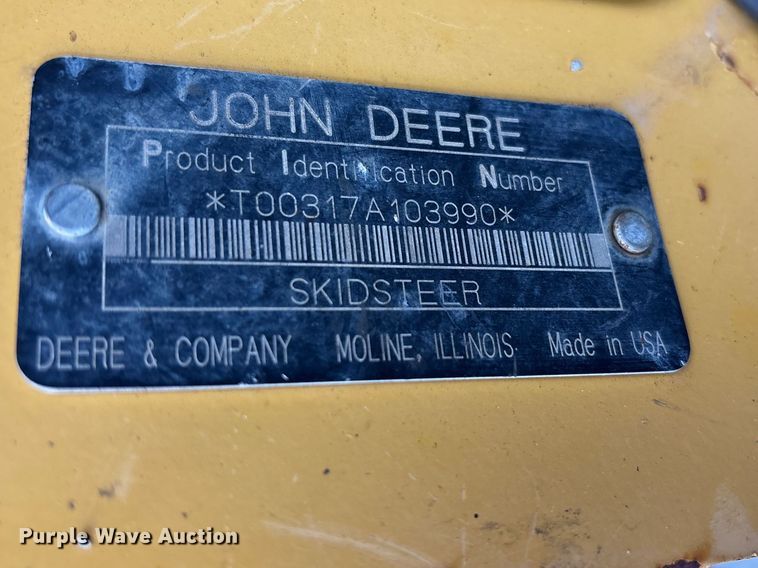 JOHN DEERE
Product Identification Number
*T00317A103990*
SKIDSTEER
DEERE & COMPANY MOLINE, ILLINOIS Made in USA
Purple Wave Auction